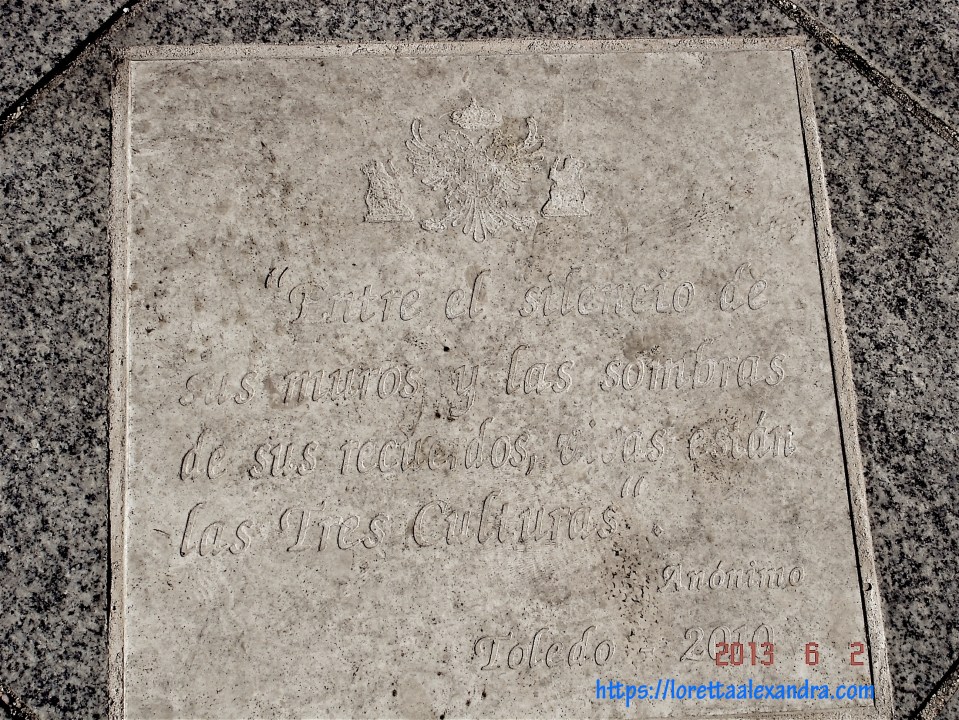 “Entre el silencio de
sus muros, y las sombras
de sus recuerdos, vivas están
las Tres Culturas“.
Anónimo
Toledo - 2010
2013 6 2
https://lorettaalexandra.com